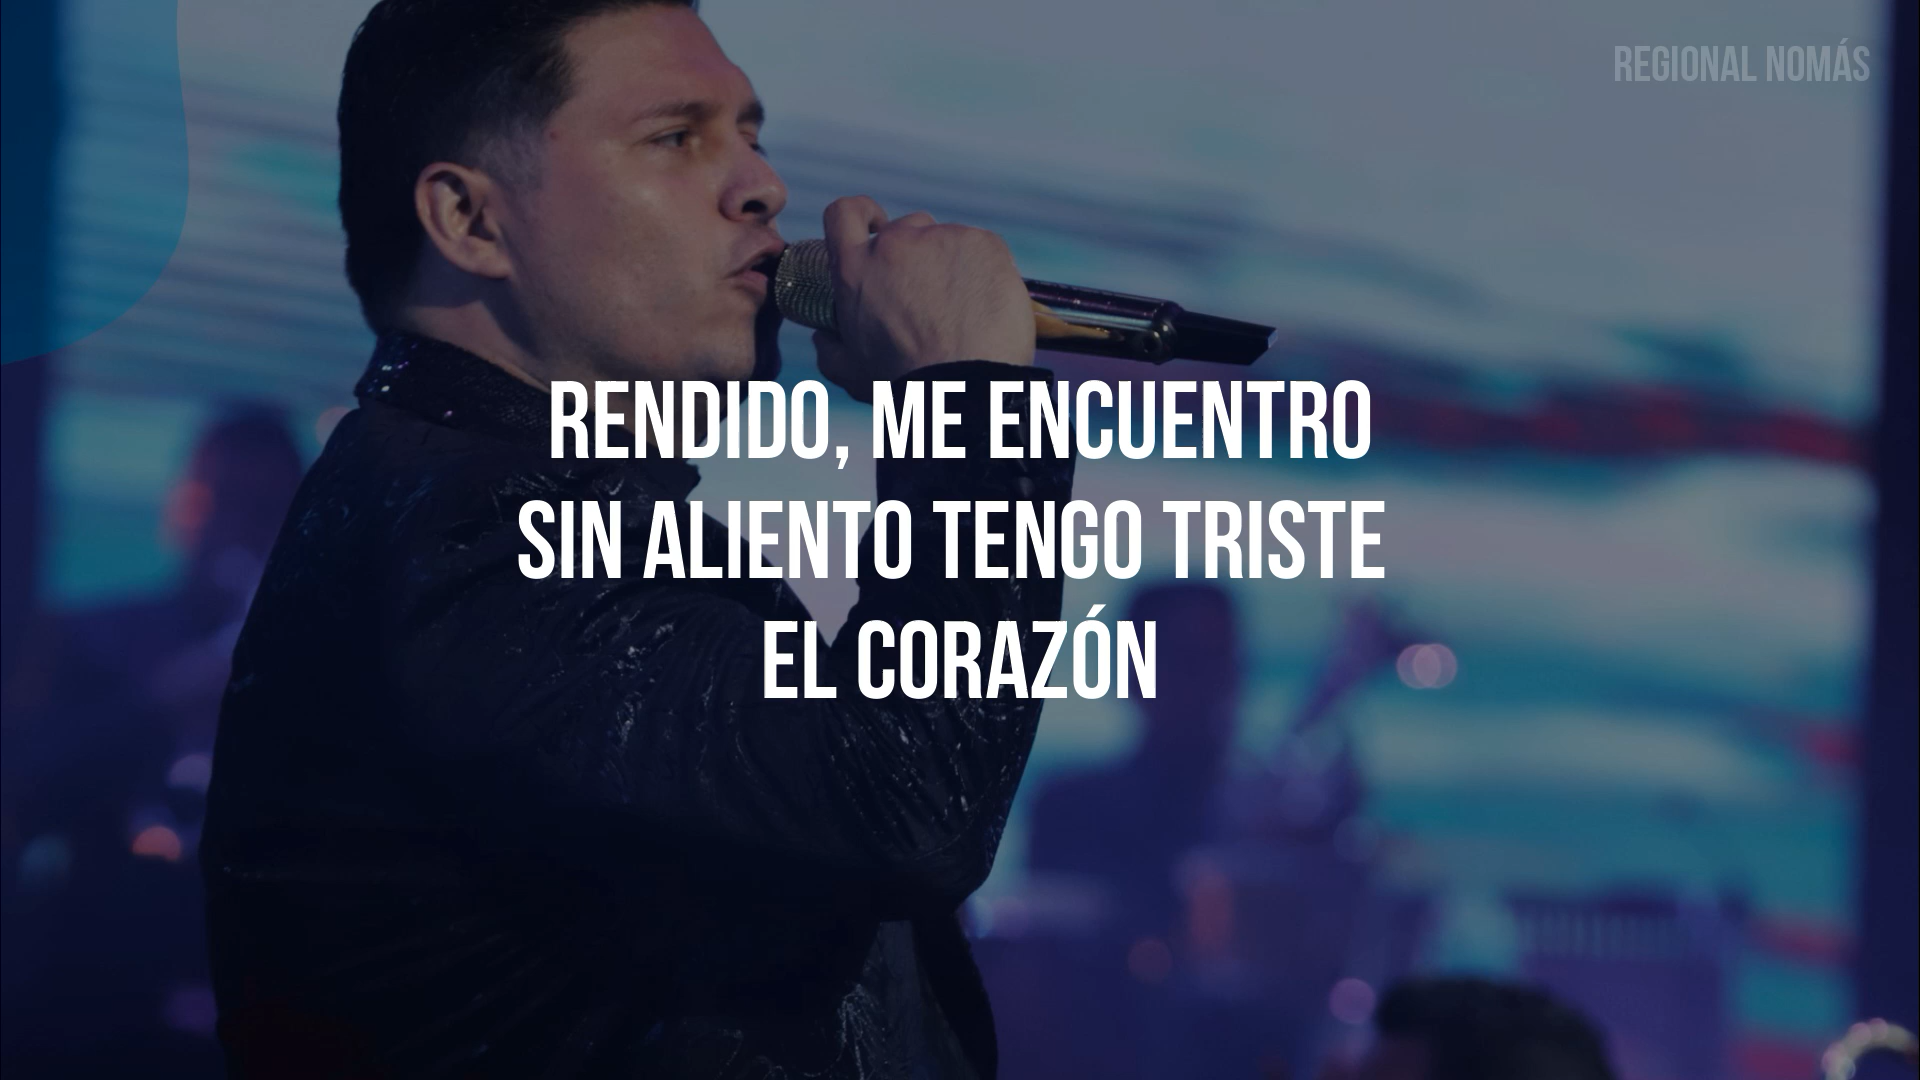 REGIONAL NOMÁS
RENDIDO, ME ENCUENTRO
SIN ALIENTO TENGO TRISTE
EL CORAZÓN